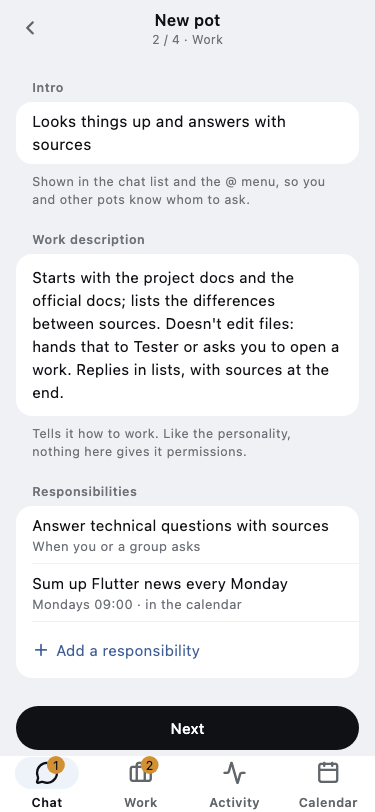 New pot
2 / 4 · Work
Intro
Looks things up and answers with
sources
Shown in the chat list and the @ menu, so you
and other pots know whom to ask.
Work description
Starts with the project docs and the
official docs; lists the differences
between sources. Doesn't edit files:
hands that to Tester or asks you to open a
work. Replies in lists, with sources at the
end.
Tells it how to work. Like the personality,
nothing here gives it permissions.
Responsibilities
Answer technical questions with sources
When you or a group asks
Sum up Flutter news every Monday
Mondays 09:00 · in the calendar
+ Add a responsibility
Next
1
2
Chat
Work
Activity
Calendar